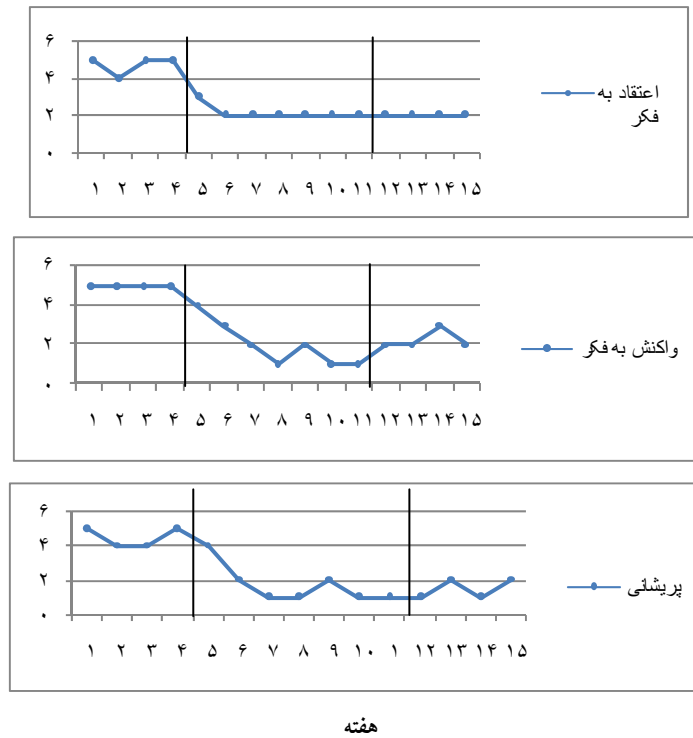 ۶
۴
۲
۰
۱ ۲ ۳ ۴ ۵ ۶ ۷ ۸ ۹ ۱۰ ۱۱ ۱۲ ۱۳ ۱۴ ۱۵
اعتقاد به
فکر
۶
۴
۲
۰
۱ ۲ ۳ ۴ ۵ ۶ ۷ ۸ ۹ ۱۰ ۱۱ ۱۲ ۱۳ ۱۴ ۱۵
واکنش به فکر
۶
۴
۲
۰
۱ ۲ ۳ ۴ ۵ ۶ ۷ ۸ ۹ ۱۰ ۱ ۱۲ ۱۳ ۱۴ ۱۵
پریشانی
هفته